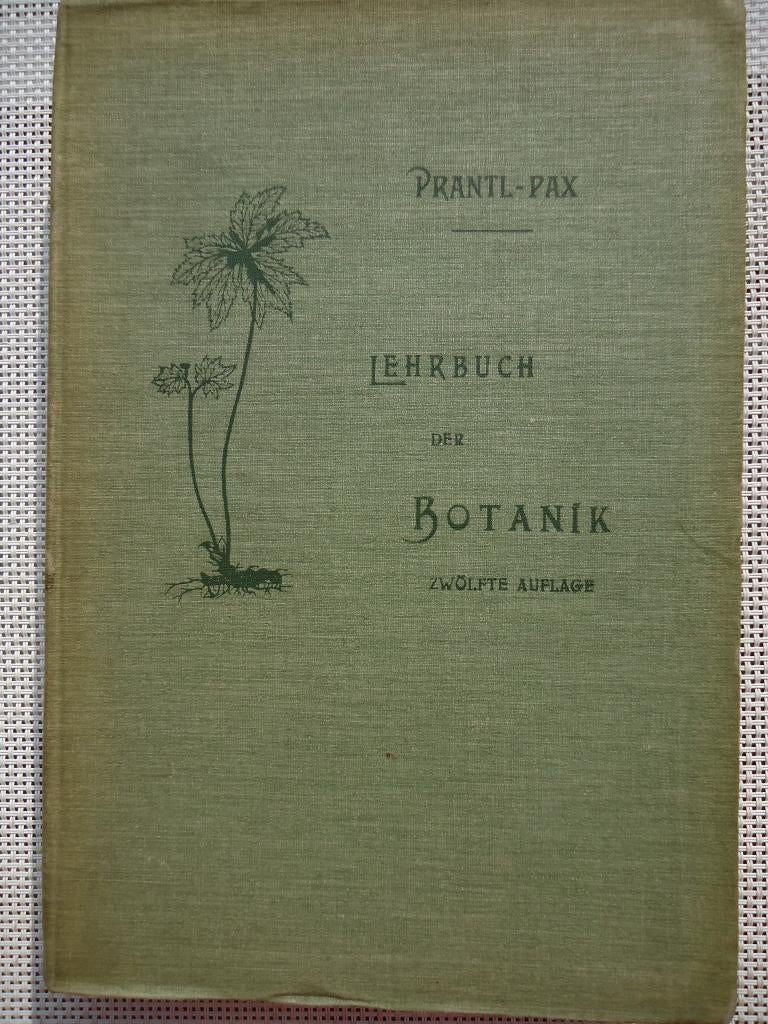 PRANTL-PAX
LEHRBUCH
DER
BOTANIK
ZWÖLFTE AUFLAGE